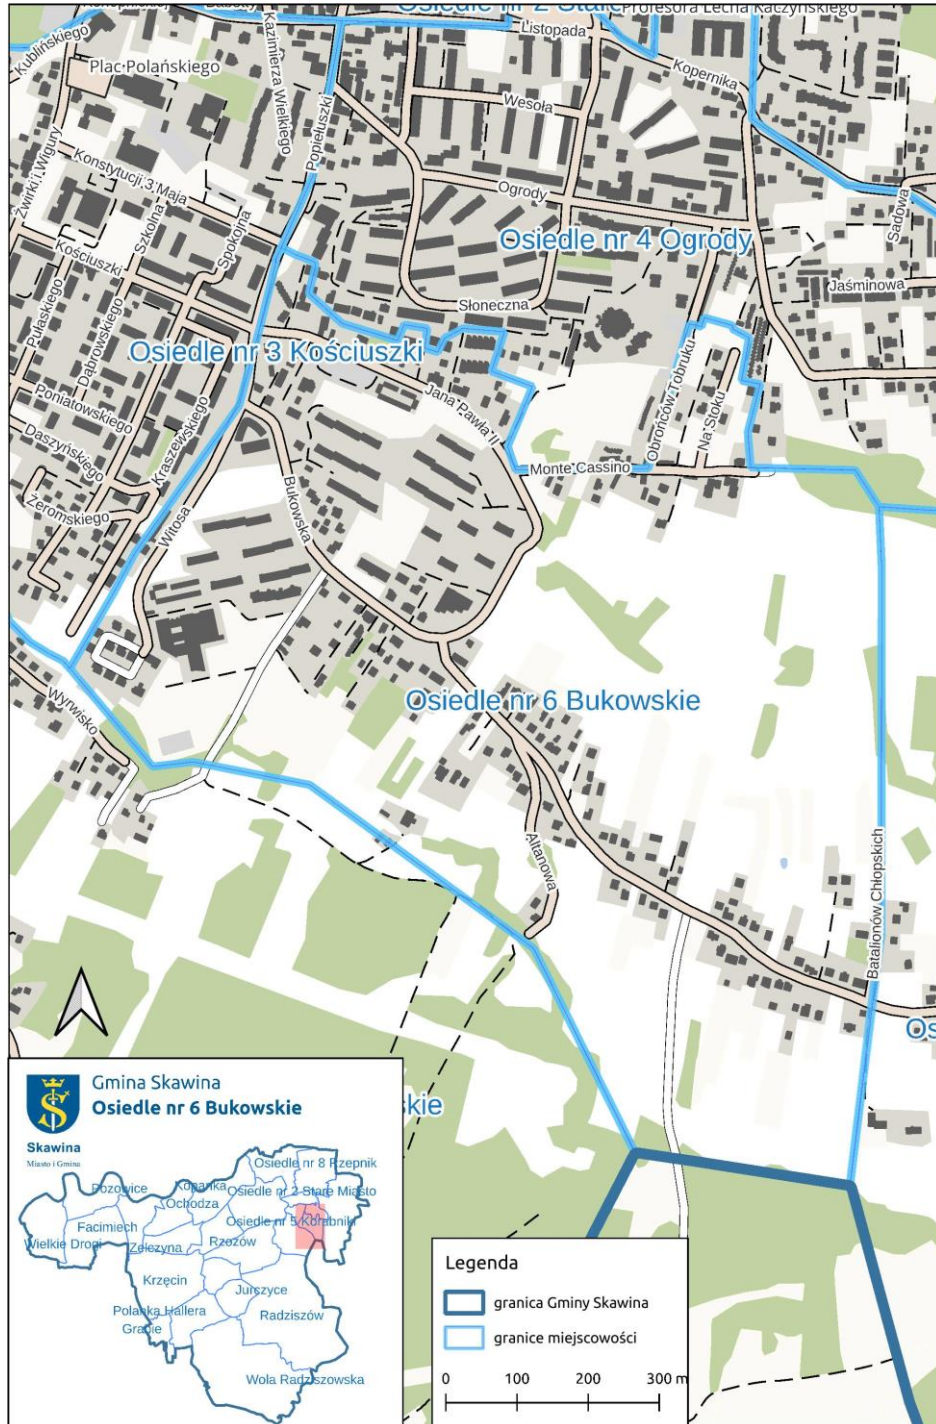 Osiedle nr 2 Stare
Profesora Lecha Kaczyńskiego
Listopada
Kublińskiego
Plac Polańskiego
Kazimierza Wielkiego
Popiełuszki
Kopernika
Wesoła
Żwirki i Wigury
Konstytucji 3 Maja
Szkolna
Spokojna
Ogrody
Sadowa
Osiedle nr 4 Ogrody
Kościuszki
Pułaskiego
Dąbrowskiego
Słoneczna
Jaśminowa
Osiedle nr 3 Kościuszki
Jana Pawła II
Obrońców Tobruku
Na Stoku
Poniatowskiego
Daszyńskiego
Kraszewskiego
Żeromskiego
Witosa
Bukowska
Monte Cassino
Wyrwisko
Osiedle nr 6 Bukowskie
Altanowa
Batalionów Chłopskich
Os
skie
Gmina Skawina
Osiedle nr 6 Bukowskie
Skawina
Miasto i Gmina
Osiedle nr 8 Rzepnik
Pozowice
Kopanka
Osiedle nr 2 Stare Miasto
Ochodza
Facimiech
Osiedle nr 5 Korabniki
Wielkie Drogi
Zelczyna
Rzozów
Krzęcin
Jurczyce
Polanka Hallera
Radziszów
Grabie
Wola Radziszowska
Legenda
granica Gminy Skawina
granice miejscowości
0 100 200 300 m